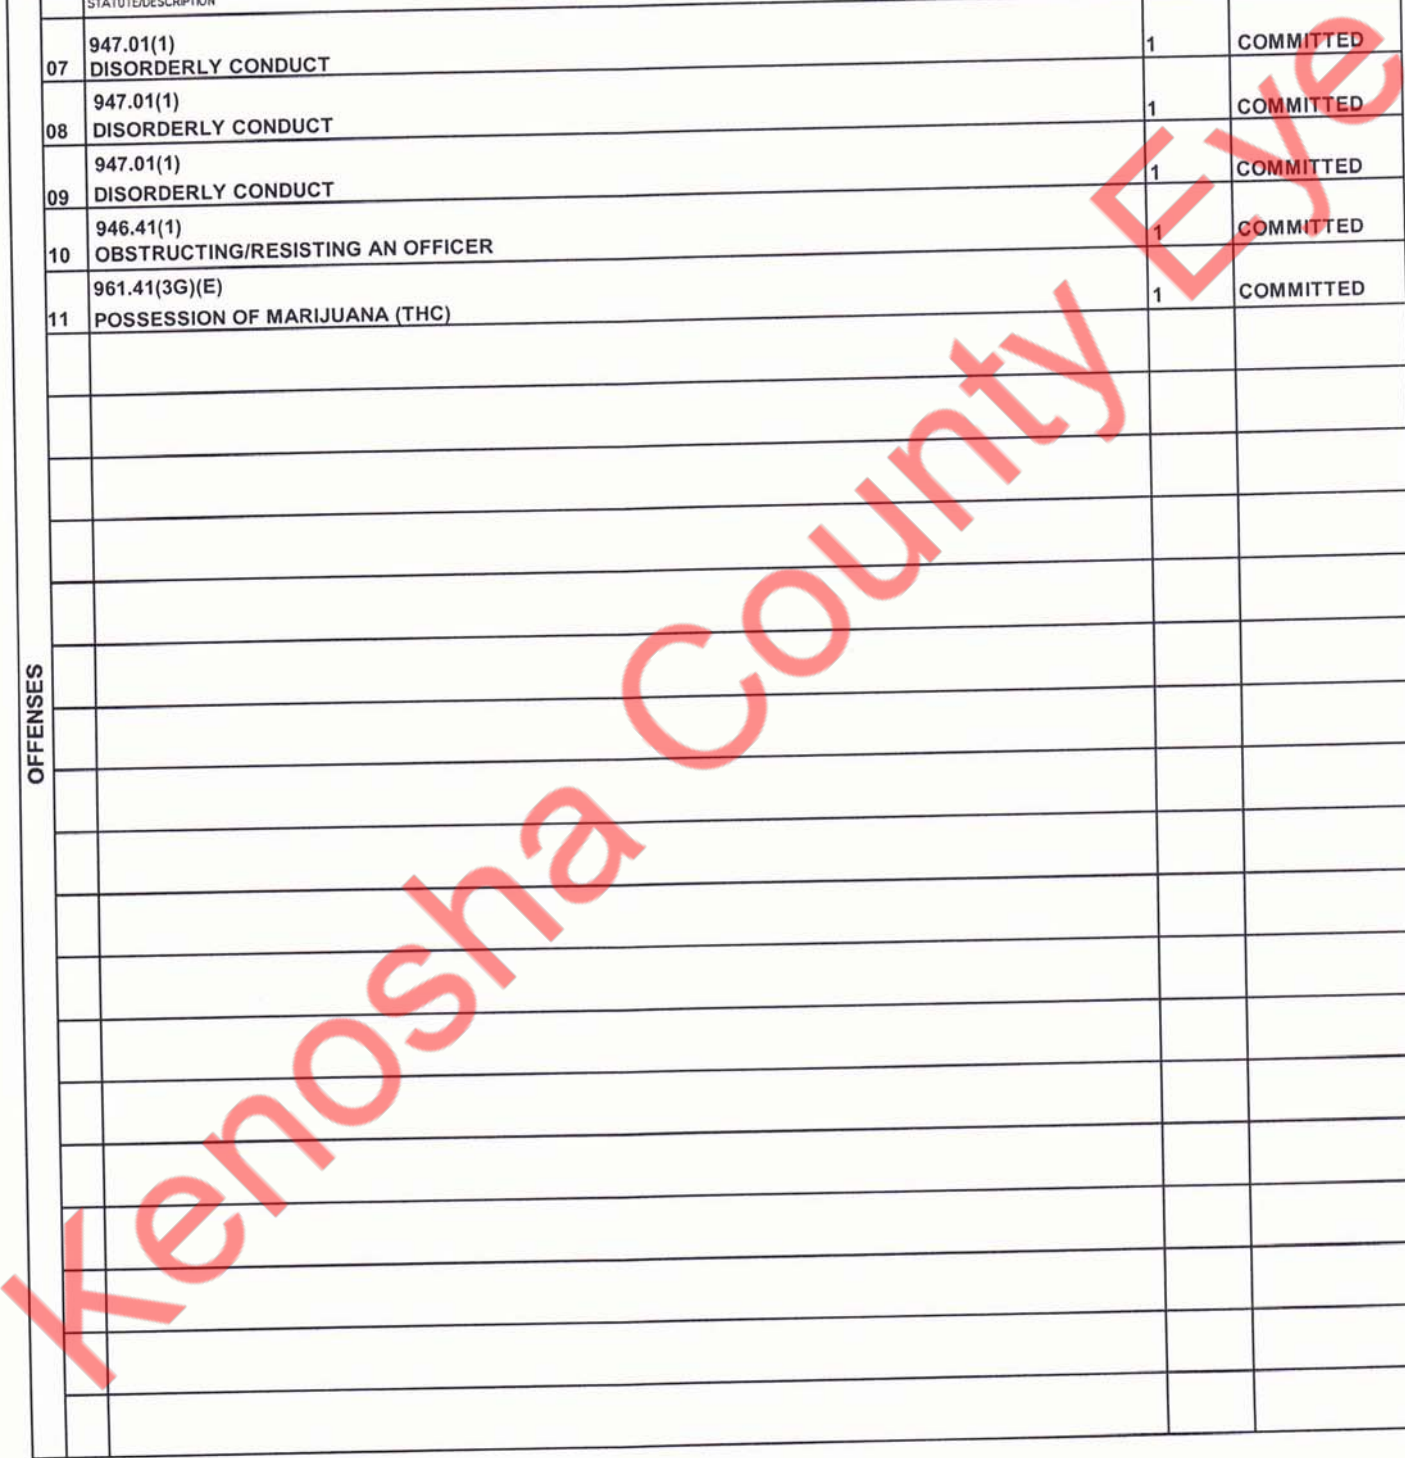 STATUTE/DESCRIPTION
07 947.01(1) 1 COMMITTED
DISORDERLY CONDUCT
08 947.01(1) 1 COMMITTED
DISORDERLY CONDUCT
09 947.01(1) 1 COMMITTED
DISORDERLY CONDUCT
10 946.41(1) 1 COMMITTED
OBSTRUCTING/RESISTING AN OFFICER
11 961.41(3G)(E) 1 COMMITTED
POSSESSION OF MARIJUANA (THC)
OFFENSES
Kenosha County Eye